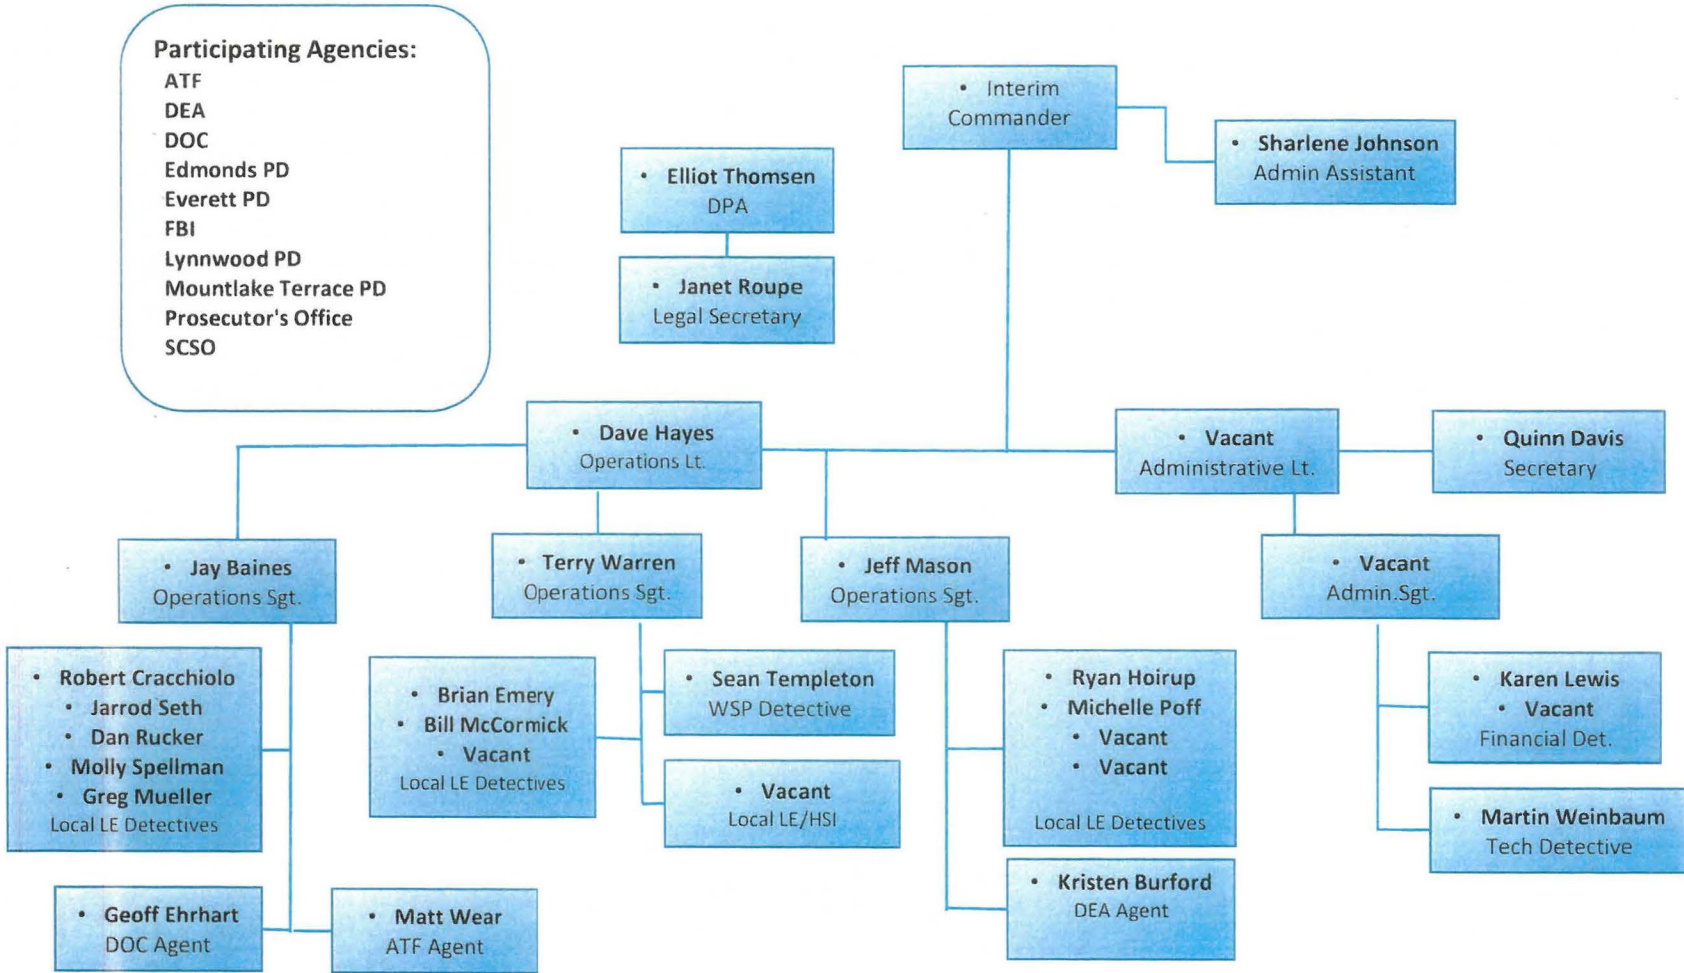 Participating Agencies:
ATF
DEA
DOC
Edmonds PD
Everett PD
FBI
Lynnwood PD
Mountlake Terrace PD
Prosecutor's Office
SCSO
• Interim
Commander
• Sharlene Johnson
Admin Assistant
• Elliot Thomsen
DPA
• Janet Roupe
Legal Secretary
• Dave Hayes
Operations Lt.
• Vacant
Administrative Lt.
• Quinn Davis
Secretary
• Jay Baines
Operations Sgt.
• Terry Warren
Operations Sgt.
• Jeff Mason
Operations Sgt.
• Vacant
Admin.Sgt.
• Robert Cracchiolo
• Jarrod Seth
• Dan Rucker
• Molly Spellman
• Greg Mueller
Local LE Detectives
• Brian Emery
• Bill McCormick
• Vacant
Local LE Detectives
• Sean Templeton
WSP Detective
• Vacant
Local LE/HSI
• Ryan Hoirup
• Michelle Poff
• Vacant
• Vacant
Local LE Detectives
• Karen Lewis
• Vacant
Financial Det.
• Martin Weinbaum
Tech Detective
• Geoff Ehrhart
DOC Agent
• Matt Wear
ATF Agent
• Kristen Burford
DEA Agent